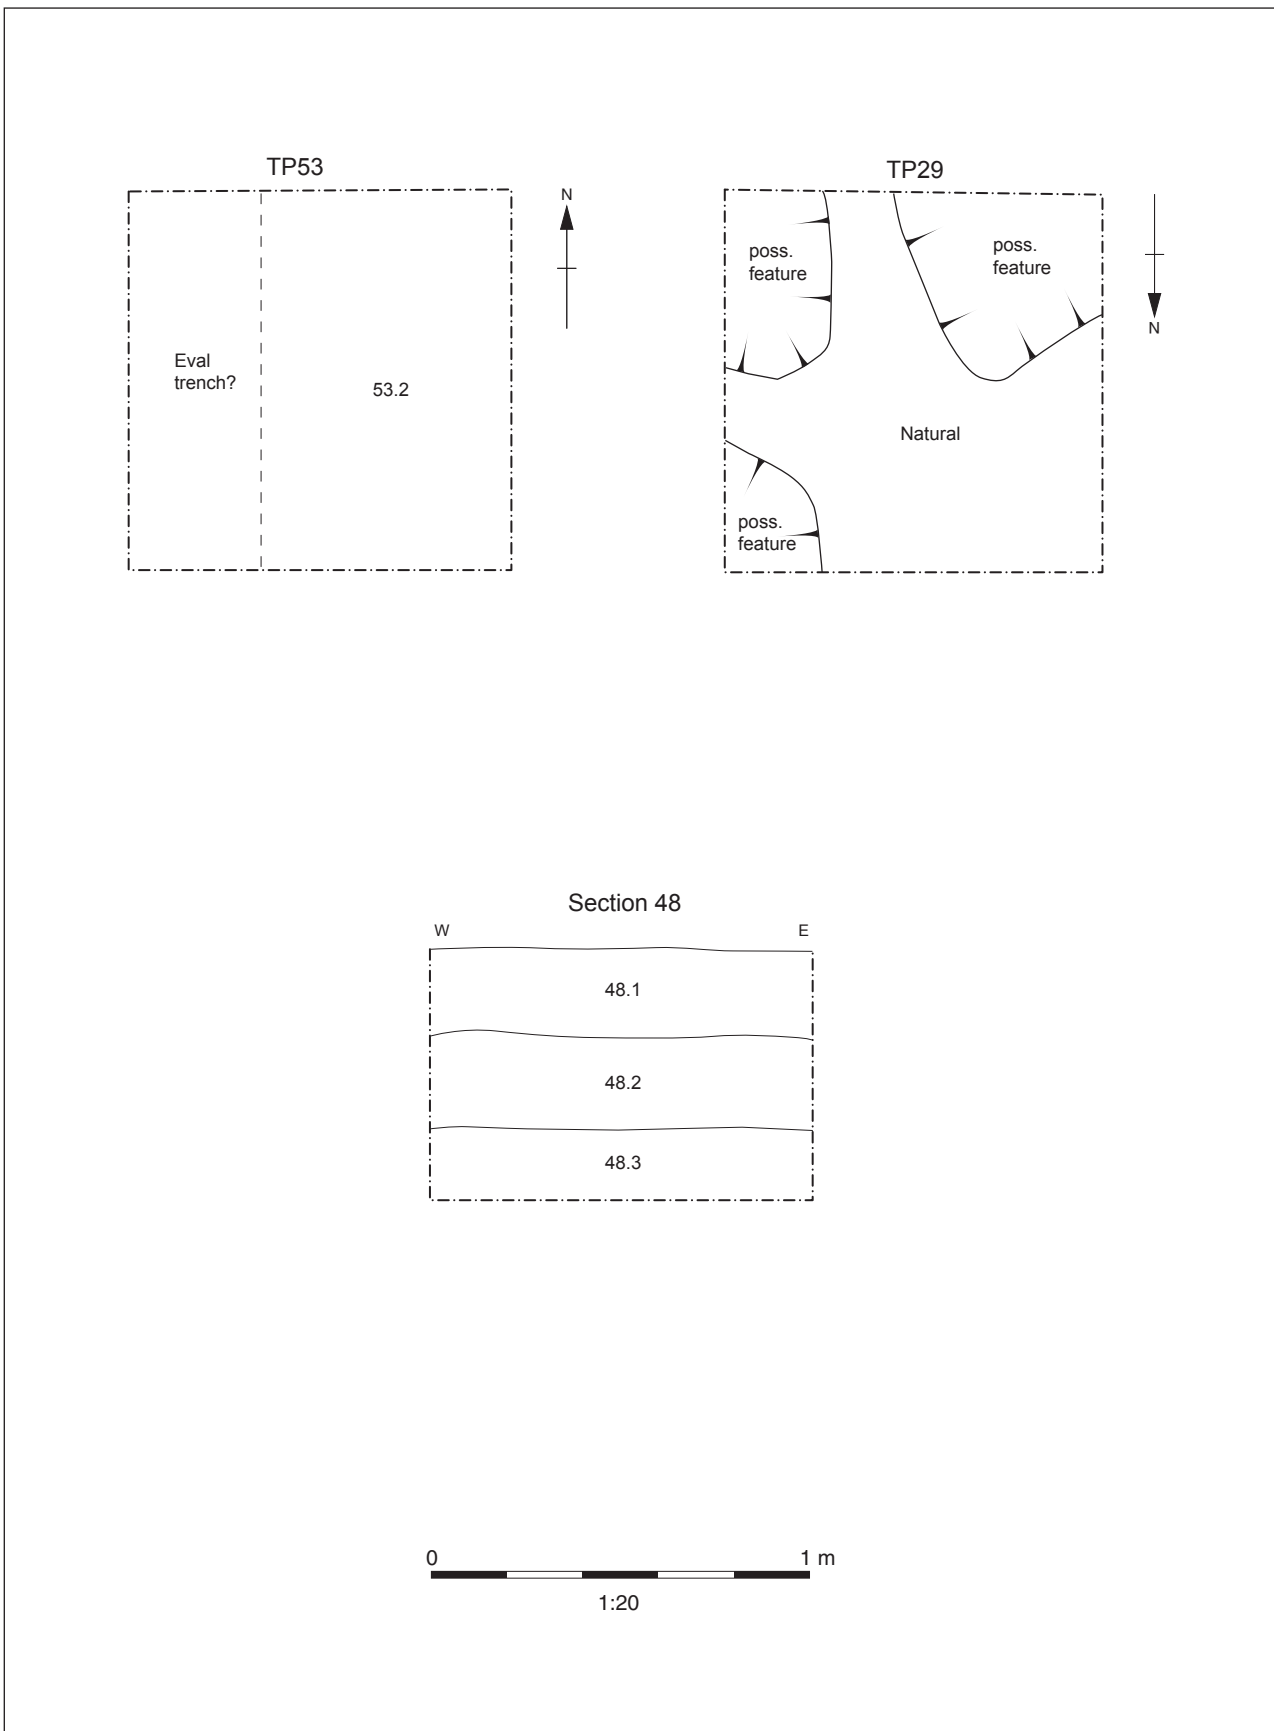 TP53
N
Eval
trench?
53.2
TP29
poss.
feature
poss.
feature
N
Natural
poss.
feature
Section 48
W
E
48.1
48.2
48.3
0
1 m
1:20